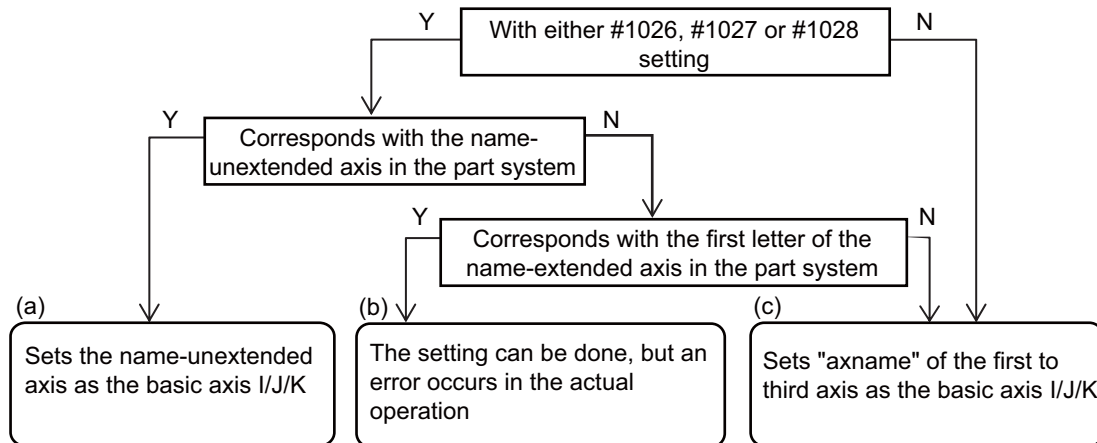 Y
With either #1026, #1027 or #1028
setting
N
Y
Corresponds with the name-
unextended axis in the part system
N
Y
Corresponds with the first letter of the
name-extended axis in the part system
N
(a)
Sets the name-unextended
axis as the basic axis I/J/K
(b)
The setting can be done, but an
error occurs in the actual
operation
(c)
Sets "axname" of the first to
third axis as the basic axis I/J/K